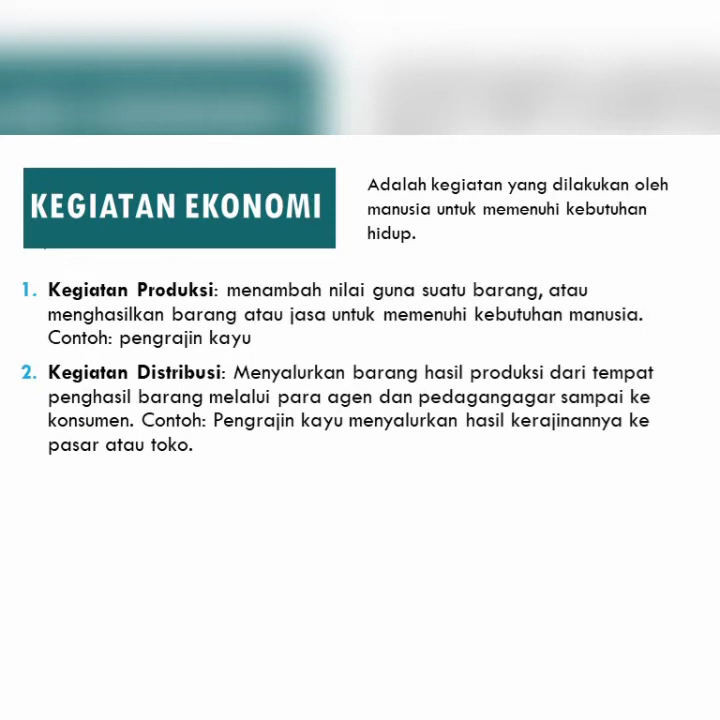 KEGIATAN EKONOMI
Adalah kegiatan yang dilakukan oleh
manusia untuk memenuhi kebutuhan
hidup.
1. Kegiatan Produksi: menambah nilai guna suatu barang, atau
menghasilkan barang atau jasa untuk memenuhi kebutuhan manusia.
Contoh: pengrajin kayu
2. Kegiatan Distribusi: Menyalurkan barang hasil produksi dari tempat
penghasil barang melalui para agen dan pedagangagar sampai ke
konsumen. Contoh: Pengrajin kayu menyalurkan hasil kerajinannya ke
pasar atau toko.